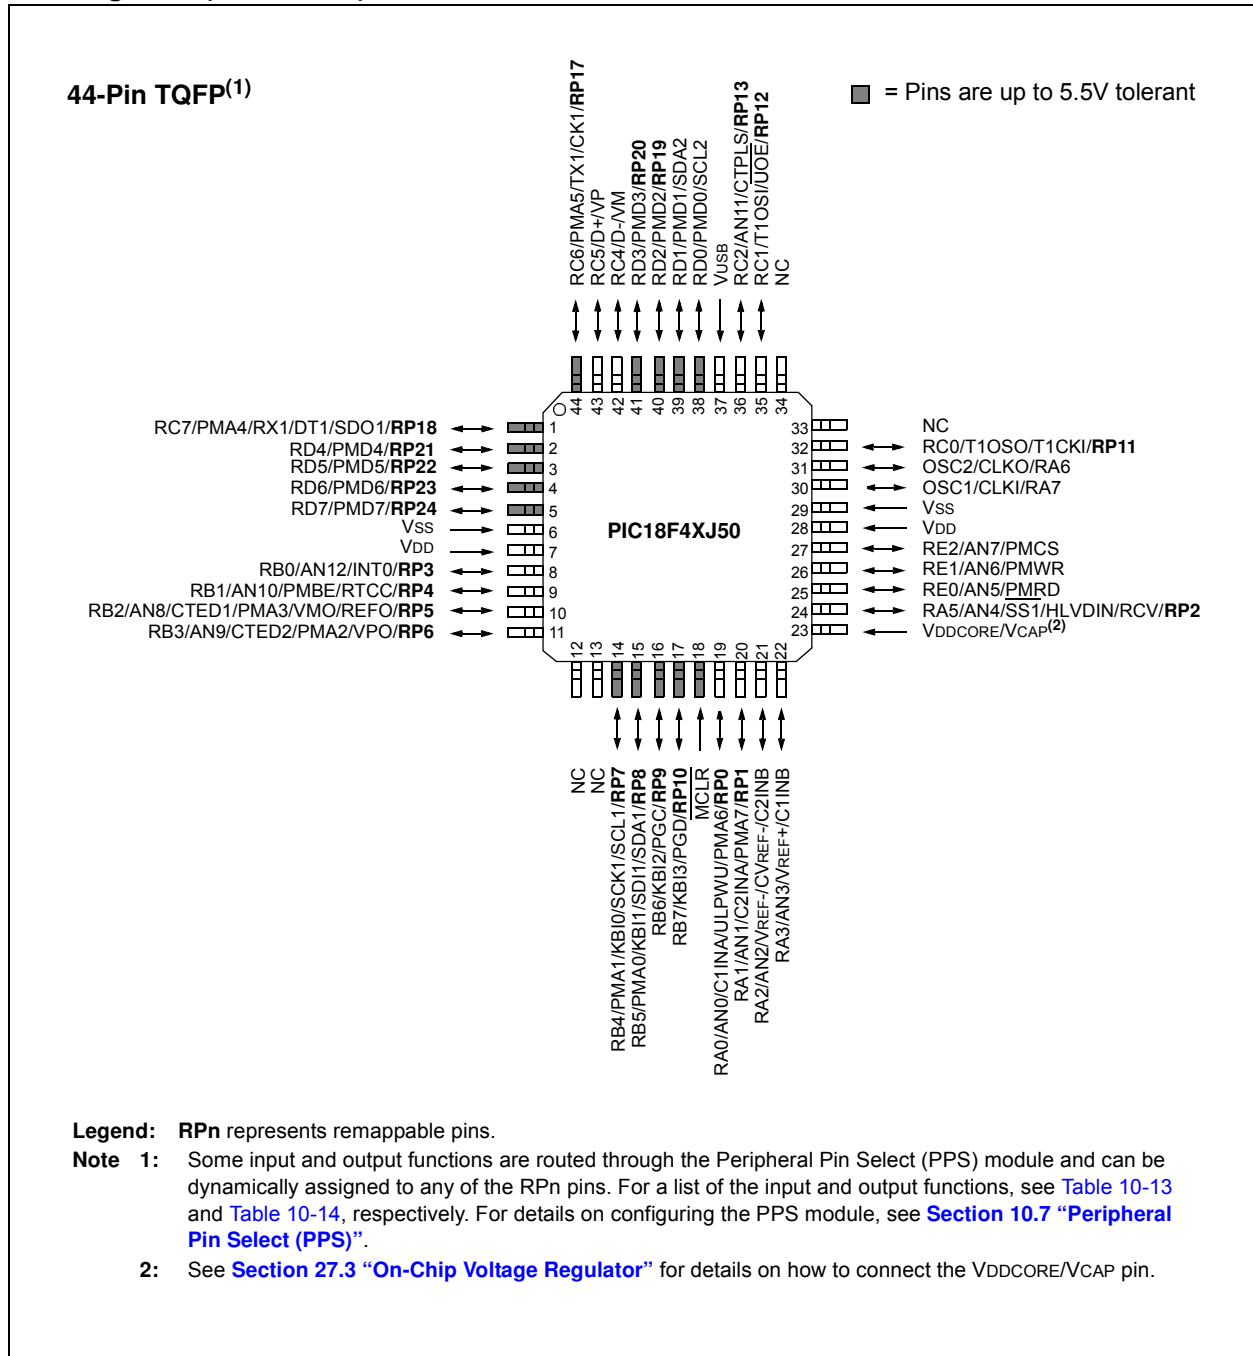 44-Pin TQFP(1)
= Pins are up to 5.5V tolerant
RC6/PMA5/TX1/CK1/RP17
RC5/D+/VP
RC4/D-/VM
RD3/PMD3/RP20
RD2/PMD2/RP19
RD1/PMD1/SDA2
RD0/PMD0/SCL2
VUSB
RC2/AN11/CTPLS/RP13
RC1/T1OSI/UOE/RP12
NC
44
43
42
41
40
39
38
37
36
35
34
RC7/PMA4/RX1/DT1/SDO1/RP18
RD4/PMD4/RP21
RD5/PMD5/RP22
RD6/PMD6/RP23
RD7/PMD7/RP24
VSS
VDD
RB0/AN12/INT0/RP3
RB1/AN10/PMBE/RTCC/RP4
RB2/AN8/CTED1/PMA3/VMO/REFO/RP5
RB3/AN9/CTED2/PMA2/VPO/RP6
1
2
3
4
5
6
7
8
9
10
11
PIC18F4XJ50
33
32
31
30
29
28
27
26
25
24
23
NC
RC0/T1OSO/T1CKI/RP11
OSC2/CLKO/RA6
OSC1/CLKI/RA7
VSS
VDD
RE2/AN7/PMCS
RE1/AN6/PMWR
RE0/AN5/PMRD
RA5/AN4/SS1/HLVDIN/RCV/RP2
VDDCORE/VCAP(2)
12
13
14
15
16
17
18
19
20
21
22
NC
NC
RB4/PMA1/KBI0/SCK1/SCL1/RP7
RB5/PMA0/KBI1/SDI1/SDA1/RP8
RB6/KBI2/PGC/RP9
RB7/KBI3/PGD/RP10
MCLR
RA0/AN0/C1INA/ULPWU/PMA6/RP0
RA1/AN1/C2INA/PMA7/RP1
RA2/AN2/VREF-/CVREF-/C2INB
RA3/AN3/VREF+/C1INB
Legend: RPn represents remappable pins.
Note 1: Some input and output functions are routed through the Peripheral Pin Select (PPS) module and can be
dynamically assigned to any of the RPn pins. For a list of the input and output functions, see Table 10-13
and Table 10-14, respectively. For details on configuring the PPS module, see Section 10.7 “Peripheral
Pin Select (PPS)”.
2: See Section 27.3 “On-Chip Voltage Regulator” for details on how to connect the VDDCORE/VCAP pin.